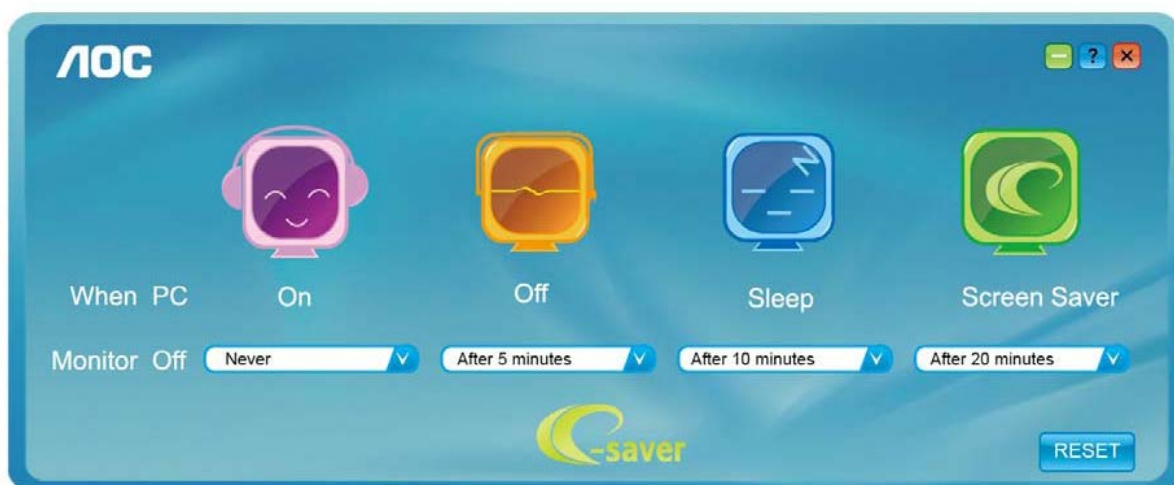 AOC
?
When PC On Off Sleep Screen Saver
Monitor Off Never After 5 minutes After 10 minutes After 20 minutes
e-saver
RESET